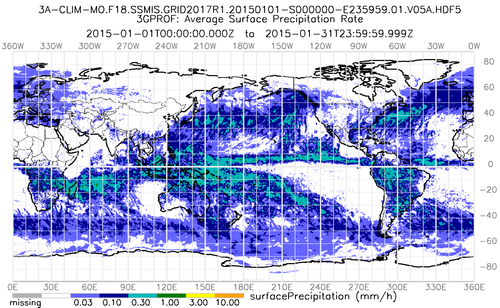 3A-CLIM-MO.F18.SSMIS.GRID2017R1.20150101-S000000-E235959.01.V05A.HDF5
3GPROF: Average Surface Precipitation Rate
2015-01-01T00:00:00.000Z to 2015-01-31T23:59:59.999Z
360W 330W 300W 270W 240W 210W 180W 150W 120W 90W 60W 30W 0W
80
60
40
20
0
-20
-40
-60
-80
0E 30E 60E 90E 120E 150E 180E 210E 240E 270E 300E 330E 360E
missing 0.03 0.10 0.30 1.00 3.00 10.00 surfacePrecipitation (mm/h)